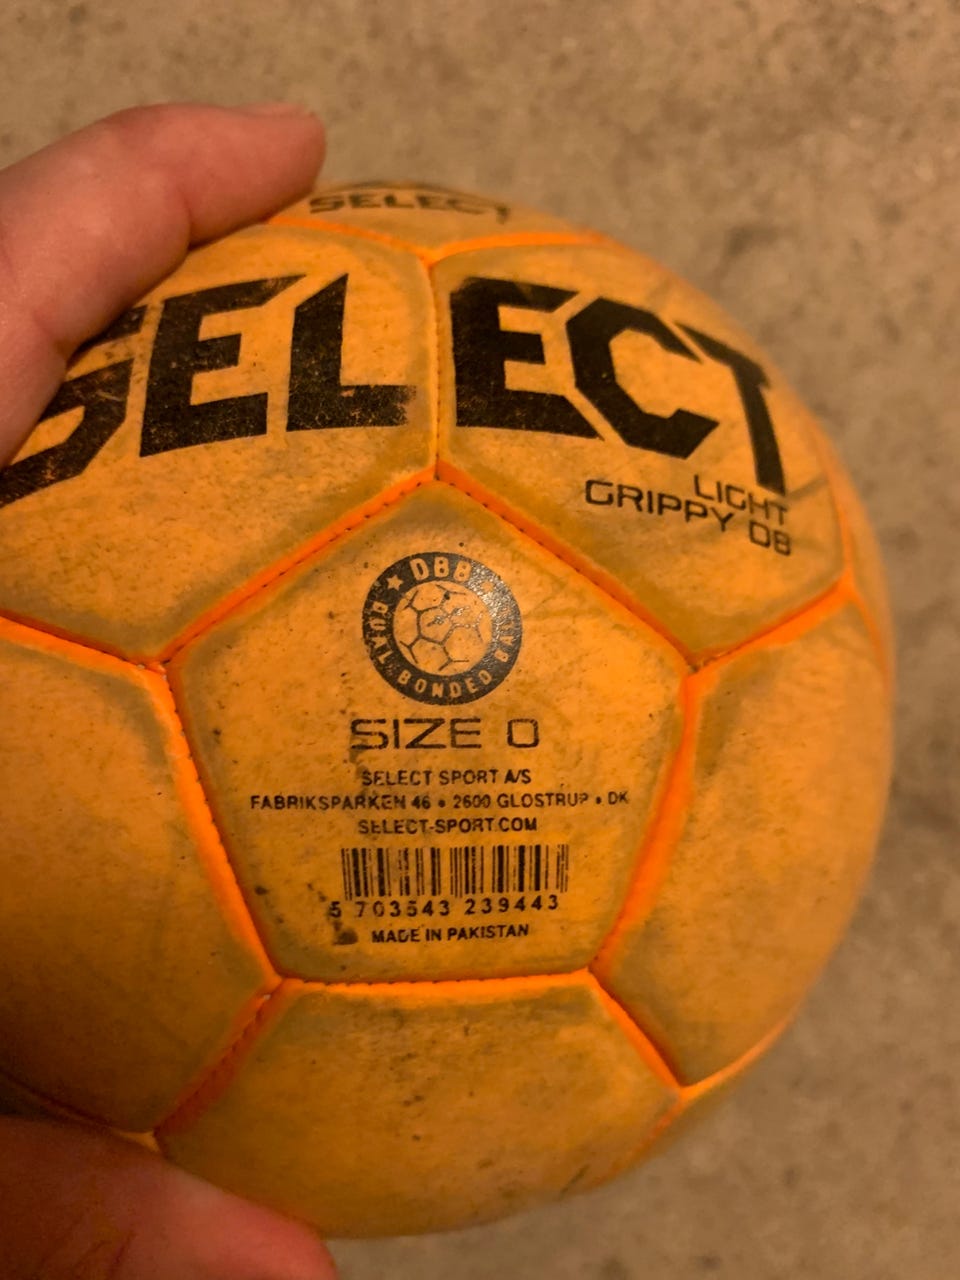 SELECT
SELECT
LIGHT
GRIPPY DB
DBB
DUAL BONDED BALL
SIZE 0
SELECT SPORT A/S
FABRIKSPARKEN 46 • 2600 GLOSTRUP • DK
SELECT-SPORT.COM
5 703543 239443
MADE IN PAKISTAN